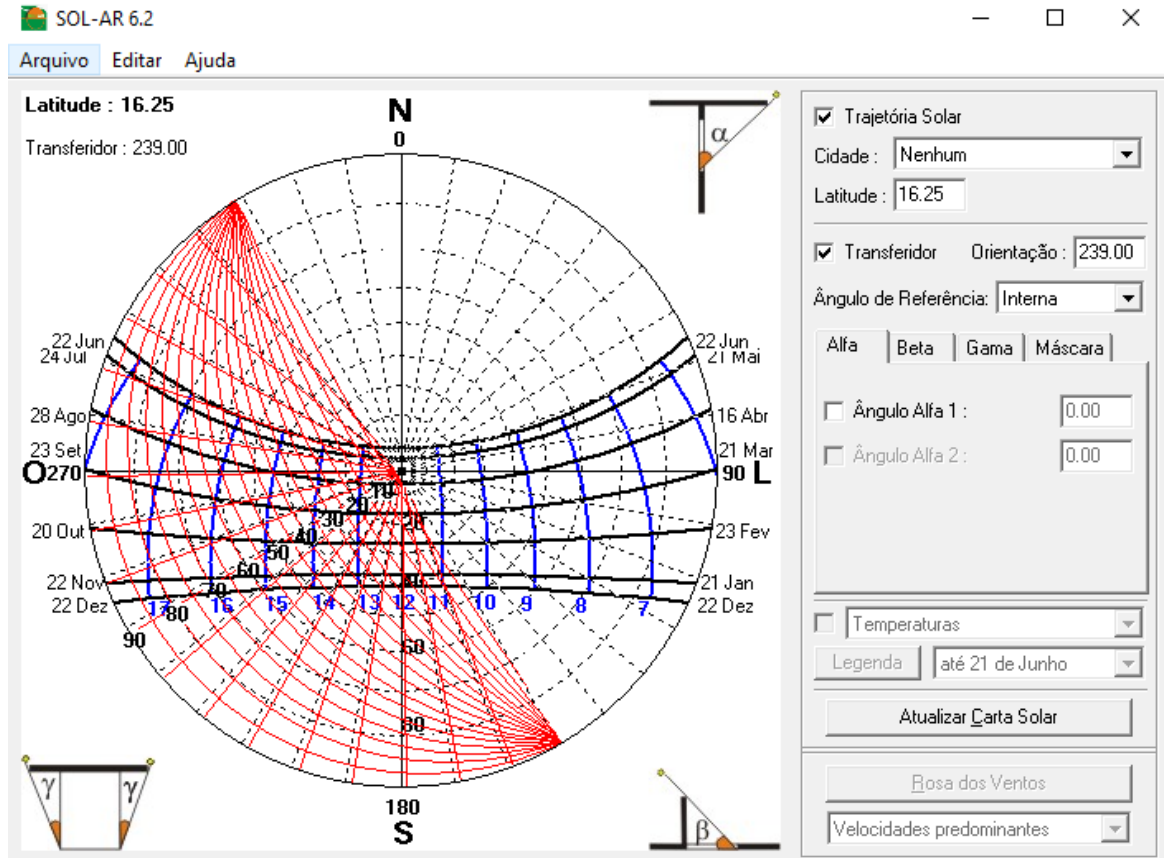 SOL-AR 6.2
Arquivo Editar Ajuda
Latitude : 16.25
Transferidor : 239.00
N
0
α
22 Jun
24 Jul
28 Ago
23 Set
O 270
20 Out
22 Nov
22 Dez
22 Jun
21 Mai
16 Abr
21 Mar
90 L
23 Fev
21 Jan
22 Dez
10
20
30
40
50
60
70
80
90
20
60
80
17 16 15 14 13 12 11 10 9 8 7
180
S
γ γ
β
Trajetória Solar
Cidade : Nenhum
Latitude : 16.25
Transferidor Orientação : 239.00
Ângulo de Referência: Interna
Alfa Beta Gama Máscara
Ângulo Alfa 1 : 0.00
Ângulo Alfa 2 : 0.00
Temperaturas
Legenda até 21 de Junho
Atualizar Carta Solar
Rosa dos Ventos
Velocidades predominantes